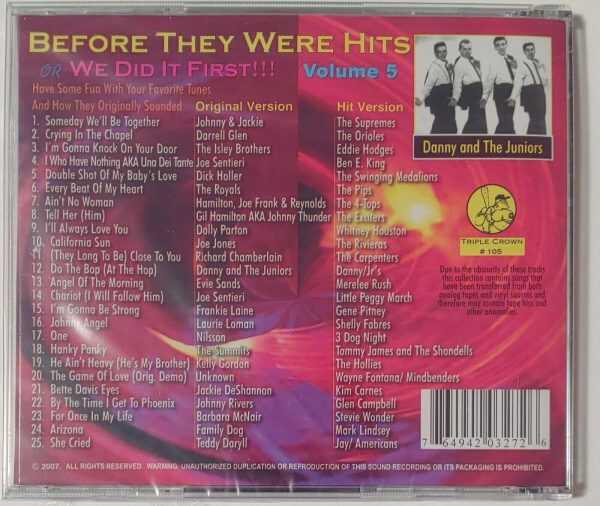 BEFORE THEY WERE HITS
OR WE DID IT FIRST!!! Volume 5
Have Some Fun With Your Favorite Tunes
And How They Originally Sounded Original Version Hit Version
1. Someday We'll Be Together Johnny & Jackie The Supremes
2. Crying In The Chapel Darrell Glen The Orioles
3. I'm Gonna Knock On Your Door The Isley Brothers Eddie Hodges
4. I Who Have Nothing AKA Una Dei Tante Joe Sentieri Ben E. King
5. Double Shot Of My Baby's Love Dick Holler The Swinging Medalions
6. Every Beat Of My Heart The Royals The Pips
7. Ain't No Woman Hamilton, Joe Frank & Reynolds The 4-Tops
8. Tell Her (Him) Gil Hamilton AKA Johnny Thunder The Exciters
9. I'll Always Love You Dolly Parton Whitney Houston
10. California Sun Joe Jones The Rivieras
11. (They Long To Be) Close To You Richard Chamberlain The Carpenters
12. Do The Bop (At The Hop) Danny and The Juniors Danny/Jr's
13. Angel Of The Morning Evie Sands Merelee Rush
14. Chariot (I Will Follow Him) Joe Sentieri Little Peggy March
15. I'm Gonna Be Strong Frankie Laine Gene Pitney
16. Johnny Angel Laurie Loman Shelly Fabres
17. One Nilsson 3 Dog Night
18. Hanky Panky The Summits Tommy James and The Shondells
19. He Ain't Heavy (He's My Brother) Kelly Gordon The Hollies
20. The Game Of Love (Orig. Demo) Unknown Wayne Fontana/ Mindbenders
21. Bette Davis Eyes Jackie DeShannon Kim Carnes
22. By The Time I Get To Phoenix Johnny Rivers Glen Campbell
23. For Once In My Life Barbara McNair Stevie Wonder
24. Arizona Family Dog Mark Lindsey
25. She Cried Teddy Daryll Jay/ Americans
Danny and The Juniors
TRIPLE CROWN
# 105
Due to the obscurity of these tracks
this collection contains songs that
have been transferred from both
analog tapes and vinyl sources and
therefore may contain tape hits and
other anomalies.
7 64942 03272 6
© 2007. ALL RIGHTS RESERVED. WARNING: UNAUTHORIZED DUPLICATION OR REPRODUCTION OF THIS SOUND RECORDING OR ITS PACKAGING IS PROHIBITED.